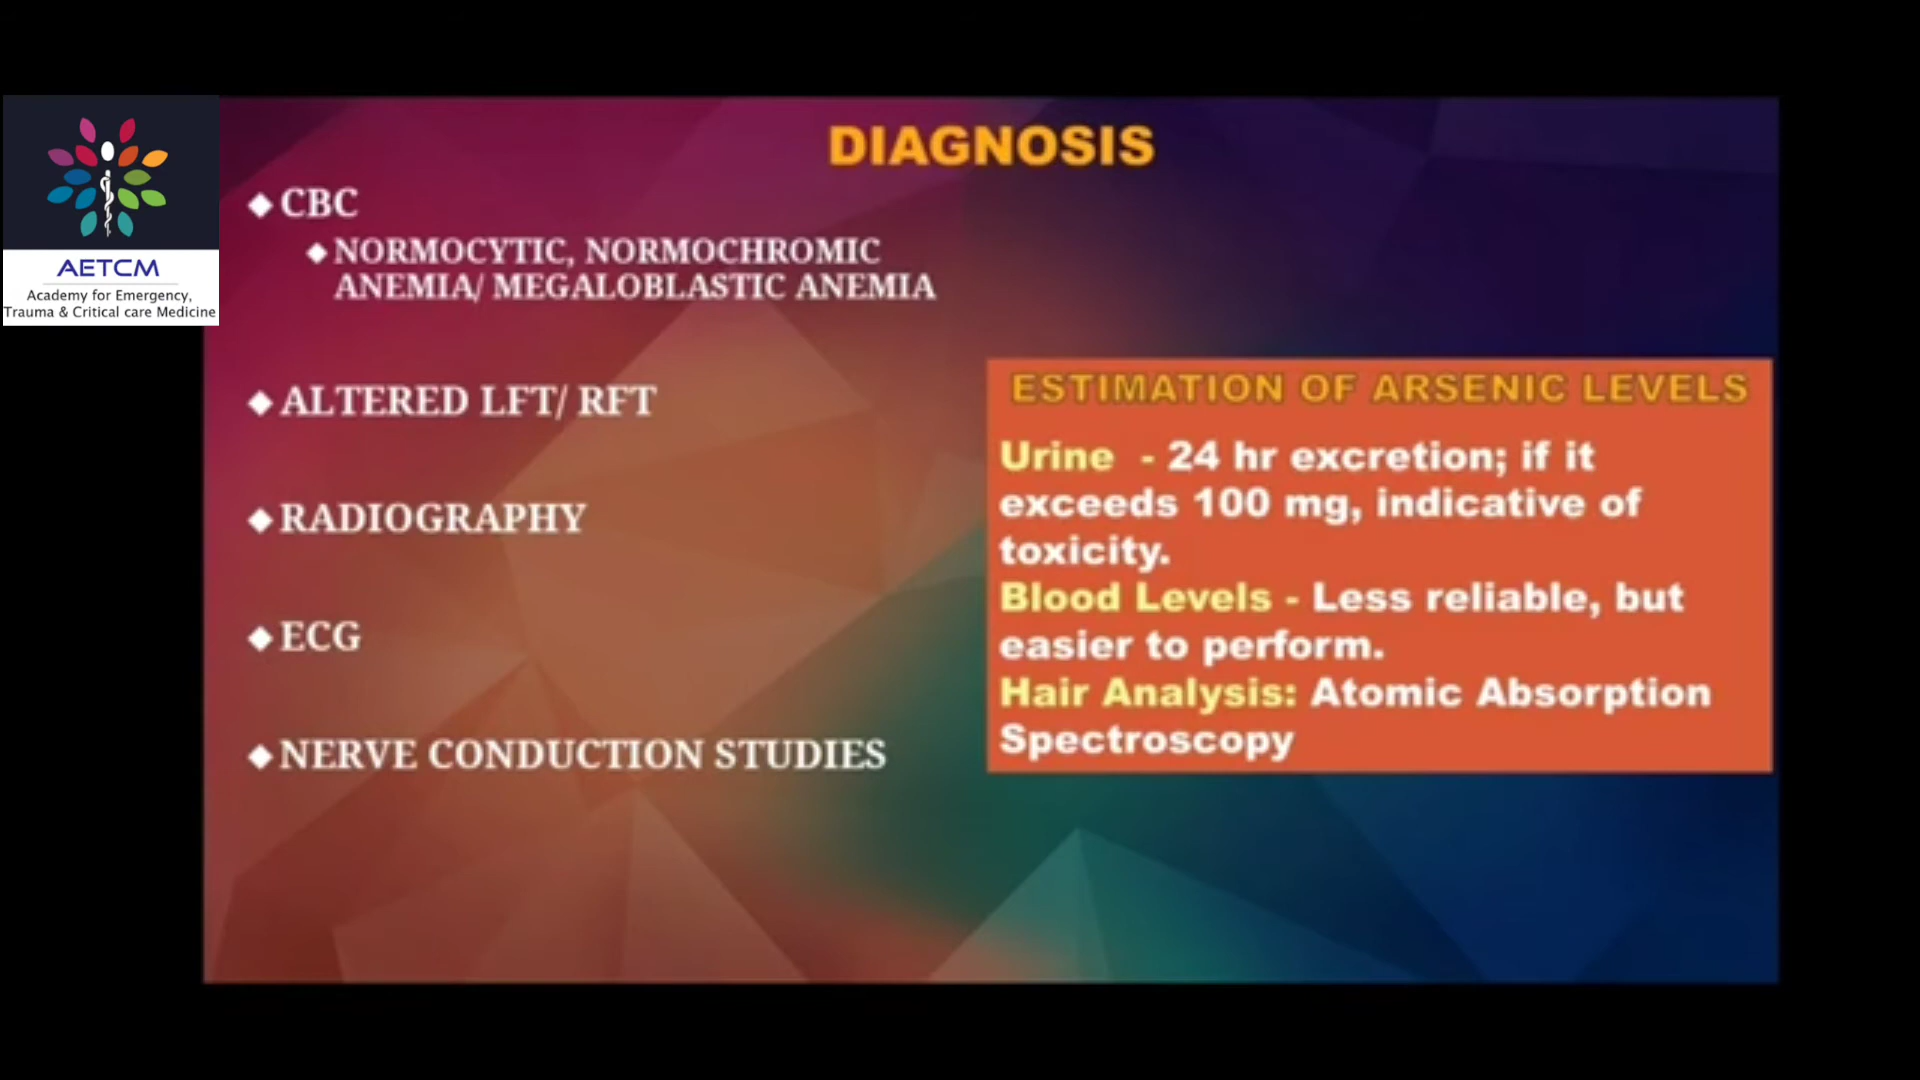 AETCM
Academy for Emergency,
Trauma & Critical care Medicine
DIAGNOSIS
◆ CBC
◆ NORMOCYTIC, NORMOCHROMIC
ANEMIA/ MEGALOBLASTIC ANEMIA
◆ ALTERED LFT/ RFT
◆ RADIOGRAPHY
◆ ECG
◆ NERVE CONDUCTION STUDIES
ESTIMATION OF ARSENIC LEVELS
Urine - 24 hr excretion; if it
exceeds 100 mg, indicative of
toxicity.
Blood Levels - Less reliable, but
easier to perform.
Hair Analysis: Atomic Absorption
Spectroscopy